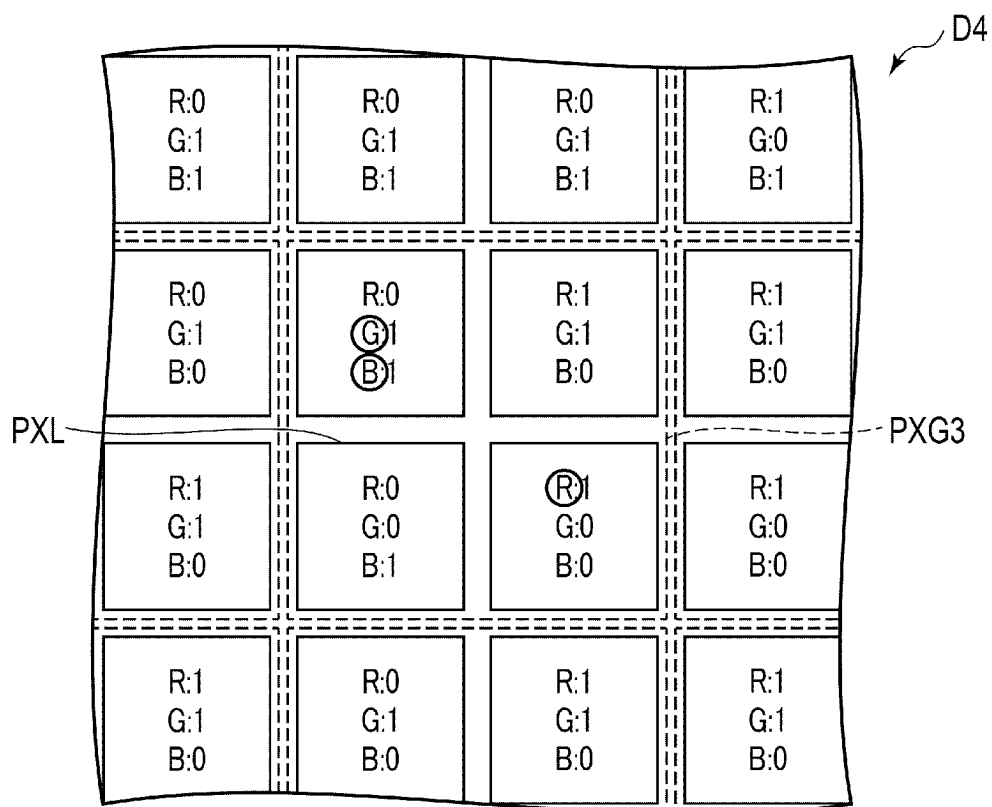 D4
R:0 R:0 R:0 R:1
G:1 G:1 G:1 G:0
B:1 B:1 B:1 B:1
R:0 R:0 R:1 R:1
G:1 G:1 G:1 G:1
B:0 B:1 B:0 B:0
PXL PXG3
R:1 R:0 R:1 R:1
G:1 G:0 G:0 G:0
B:0 B:1 B:0 B:0
R:1 R:0 R:1 R:1
G:1 G:1 G:1 G:1
B:0 B:0 B:0 B:0